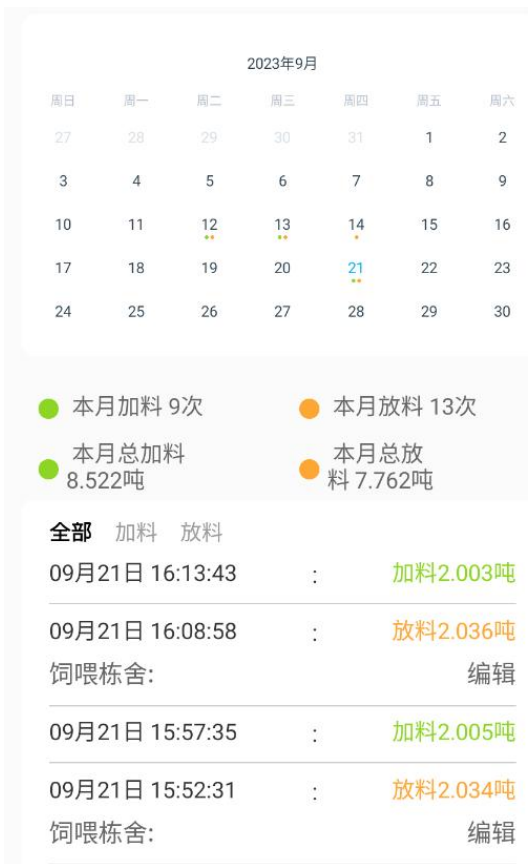 2023年9月
周日 周一 周二 周三 周四 周五 周六
27 28 29 30 31 1 2
3 4 5 6 7 8 9
10 11 12 13 14 15 16
17 18 19 20 21 22 23
24 25 26 27 28 29 30
本月加料 9次 本月放料 13次
本月总加料 本月总放
8.522吨 料 7.762吨
全部 加料 放料
09月21日 16:13:43 : 加料2.003吨
09月21日 16:08:58 : 放料2.036吨
饲喂栋舍: 编辑
09月21日 15:57:35 : 加料2.005吨
09月21日 15:52:31 : 放料2.034吨
饲喂栋舍: 编辑